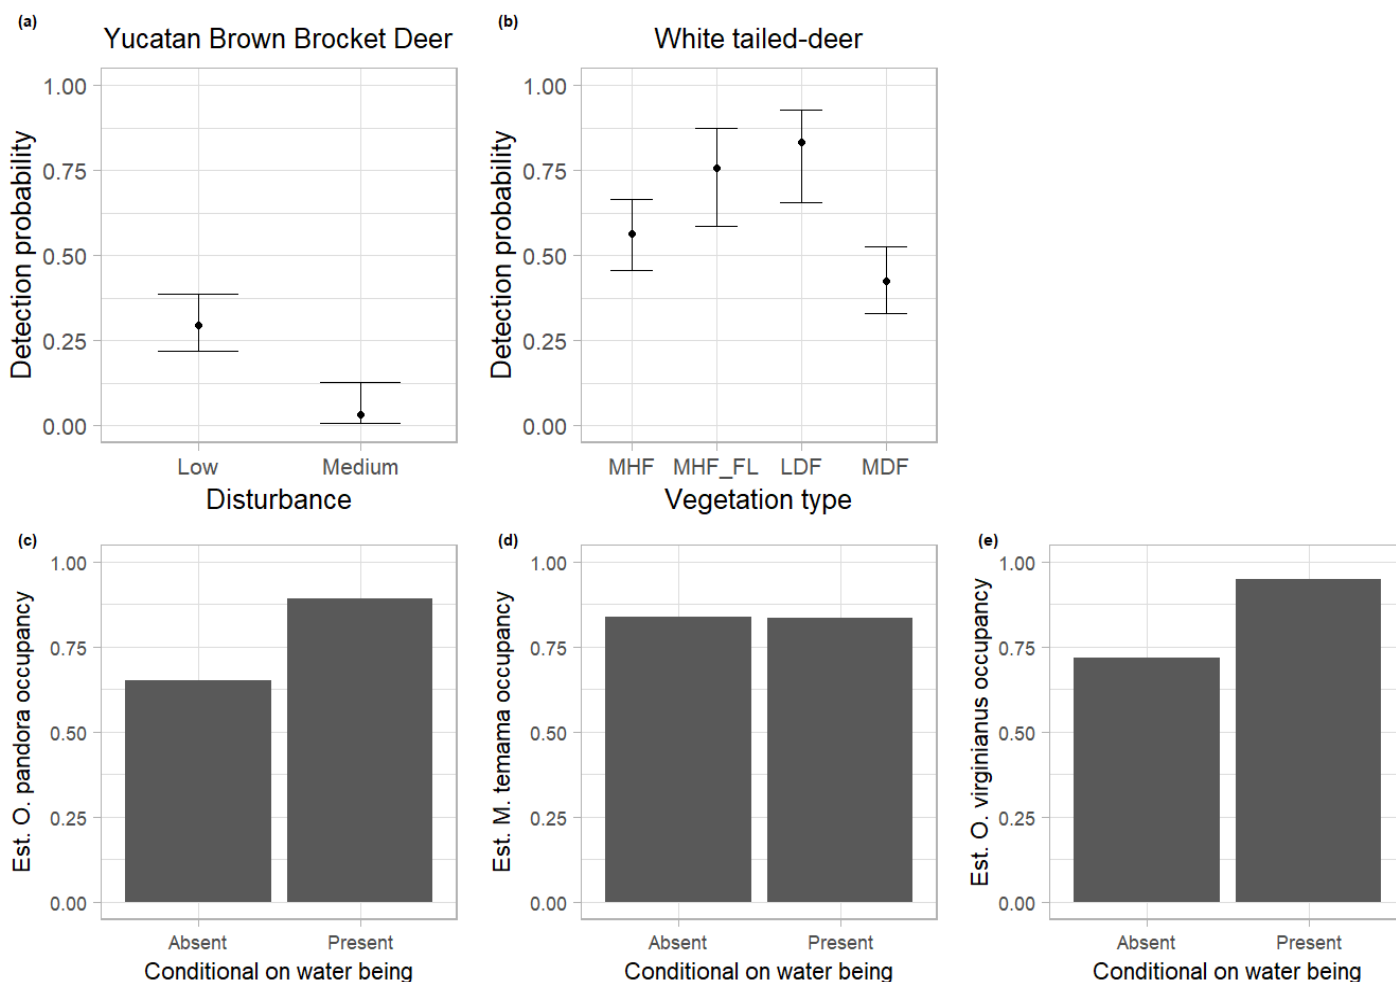 (a)
Yucatan Brown Brocket Deer
Detection probability
1.00
0.75
0.50
0.25
0.00
Low Medium
Disturbance
(b)
White tailed-deer
Detection probability
1.00
0.75
0.50
0.25
0.00
MHF MHF_FL LDF MDF
Vegetation type
(c)
Est. O. pandora occupancy
1.00
0.75
0.50
0.25
0.00
Absent Present
Conditional on water being
(d)
Est. M. temama occupancy
1.00
0.75
0.50
0.25
0.00
Absent Present
Conditional on water being
(e)
Est. O. virginianus occupancy
1.00
0.75
0.50
0.25
0.00
Absent Present
Conditional on water being